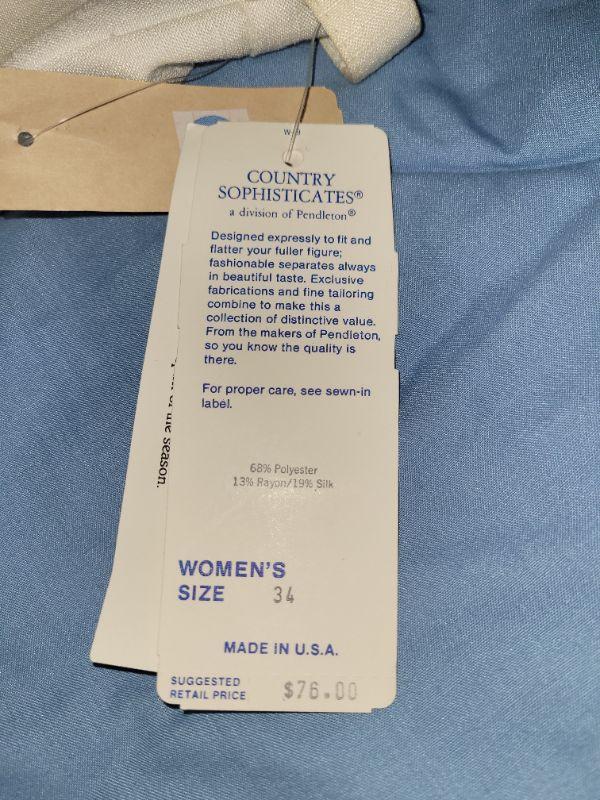 COUNTRY
SOPHISTICATES®
a division of Pendleton®
Designed expressly to fit and
flatter your fuller figure;
fashionable separates always
in beautiful taste. Exclusive
fabrications and fine tailoring
combine to make this a
collection of distinctive value.
From the makers of Pendleton,
so you know the quality is
there.
For proper care, see sewn-in
label.
68% Polyester
13% Rayon/19% Silk
WOMEN'S
SIZE 34
MADE IN U.S.A.
SUGGESTED
RETAIL PRICE $76.00
of the season.